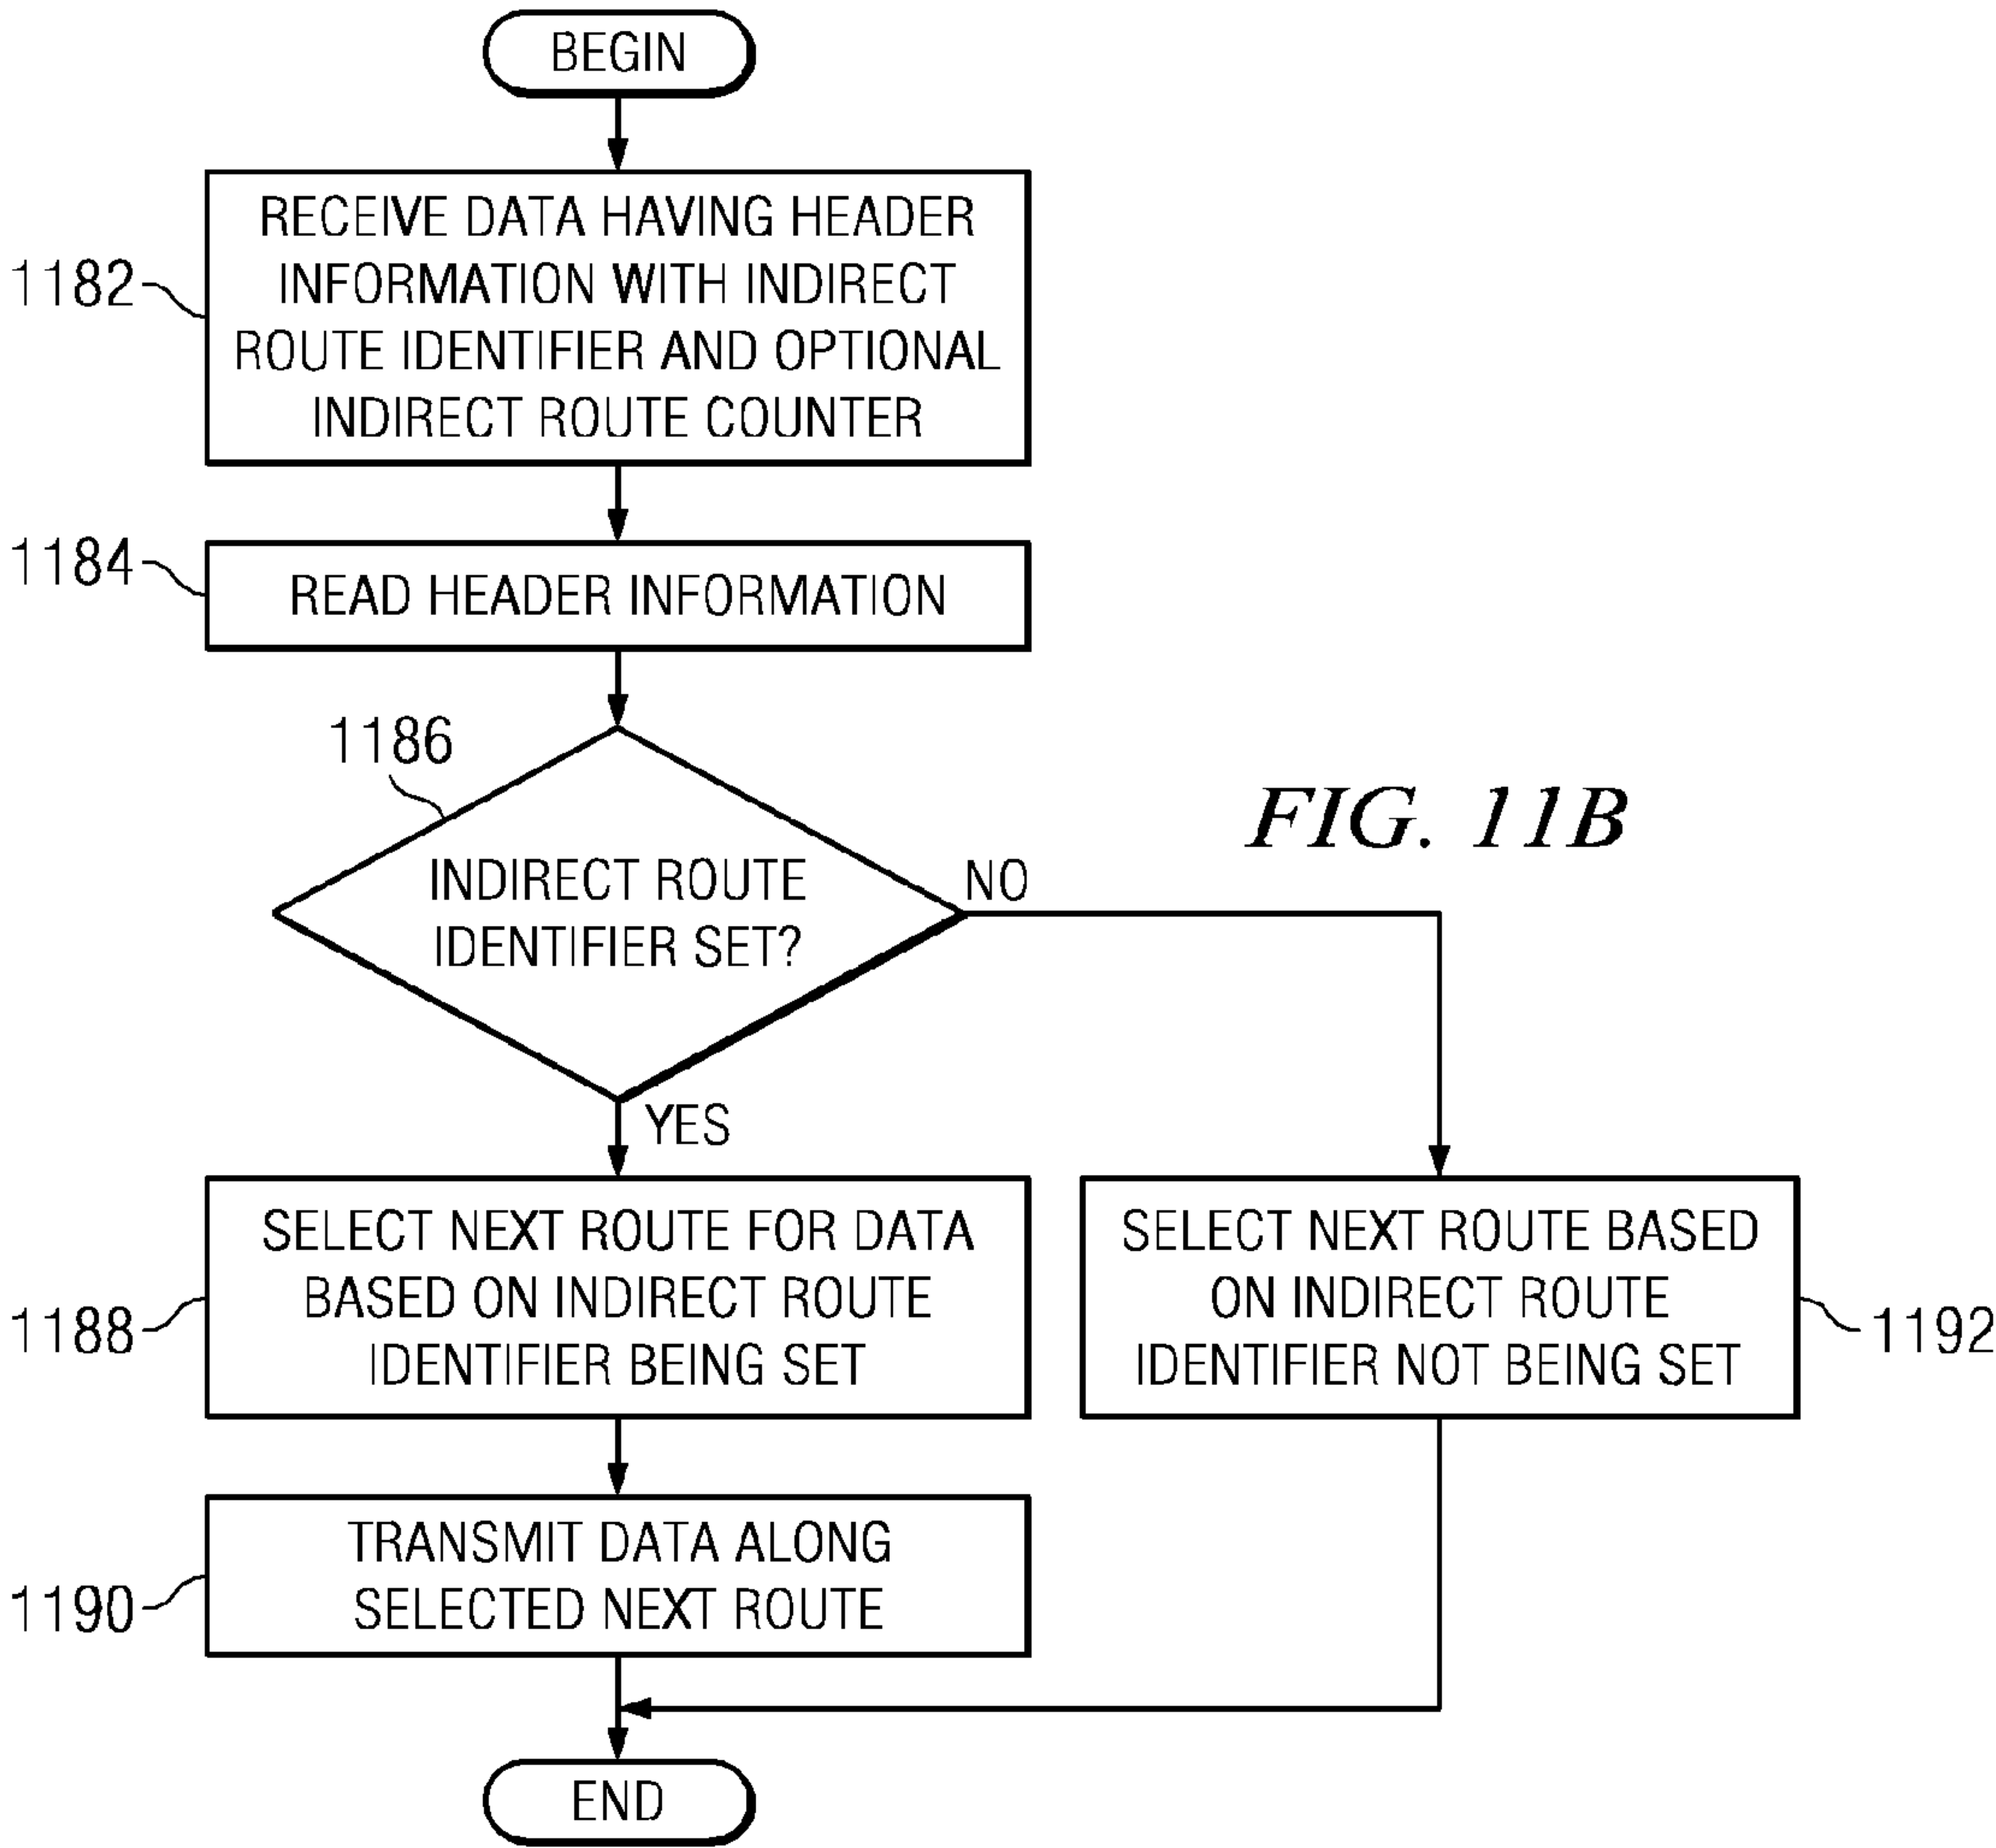 BEGIN
1182
RECEIVE DATA HAVING HEADER
INFORMATION WITH INDIRECT
ROUTE IDENTIFIER AND OPTIONAL
INDIRECT ROUTE COUNTER
1184
READ HEADER INFORMATION
1186
INDIRECT ROUTE
IDENTIFIER SET?
NO
FIG. 11B
YES
1188
SELECT NEXT ROUTE FOR DATA
BASED ON INDIRECT ROUTE
IDENTIFIER BEING SET
SELECT NEXT ROUTE BASED
ON INDIRECT ROUTE
IDENTIFIER NOT BEING SET
1192
1190
TRANSMIT DATA ALONG
SELECTED NEXT ROUTE
END